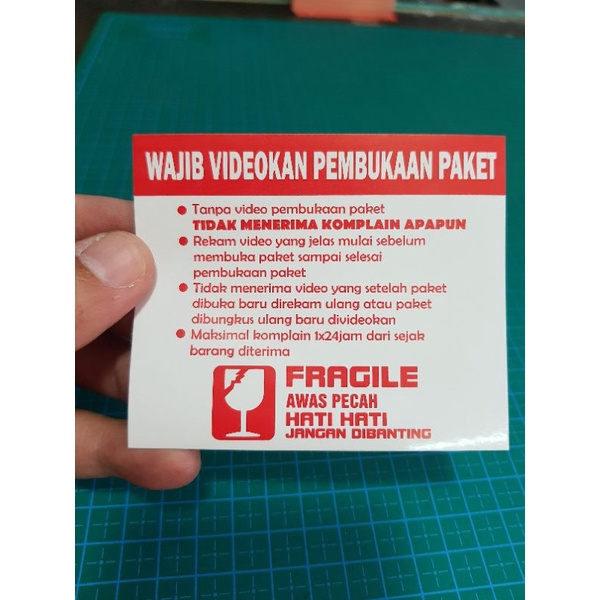 WAJIB VIDEOKAN PEMBUKAAN PAKET
Tanpa video pembukaan paket
TIDAK MENERIMA KOMPLAIN APAPUN
Rekam video yang jelas mulai sebelum
membuka paket sampai selesai
pembukaan paket
Tidak menerima video yang setelah paket
dibuka baru direkam ulang atau paket
dibungkus ulang baru divideokan
Maksimal komplain 1x24jam dari sejak
barang diterima
FRAGILE
AWAS PECAH
HATI HATI
JANGAN DIBANTING